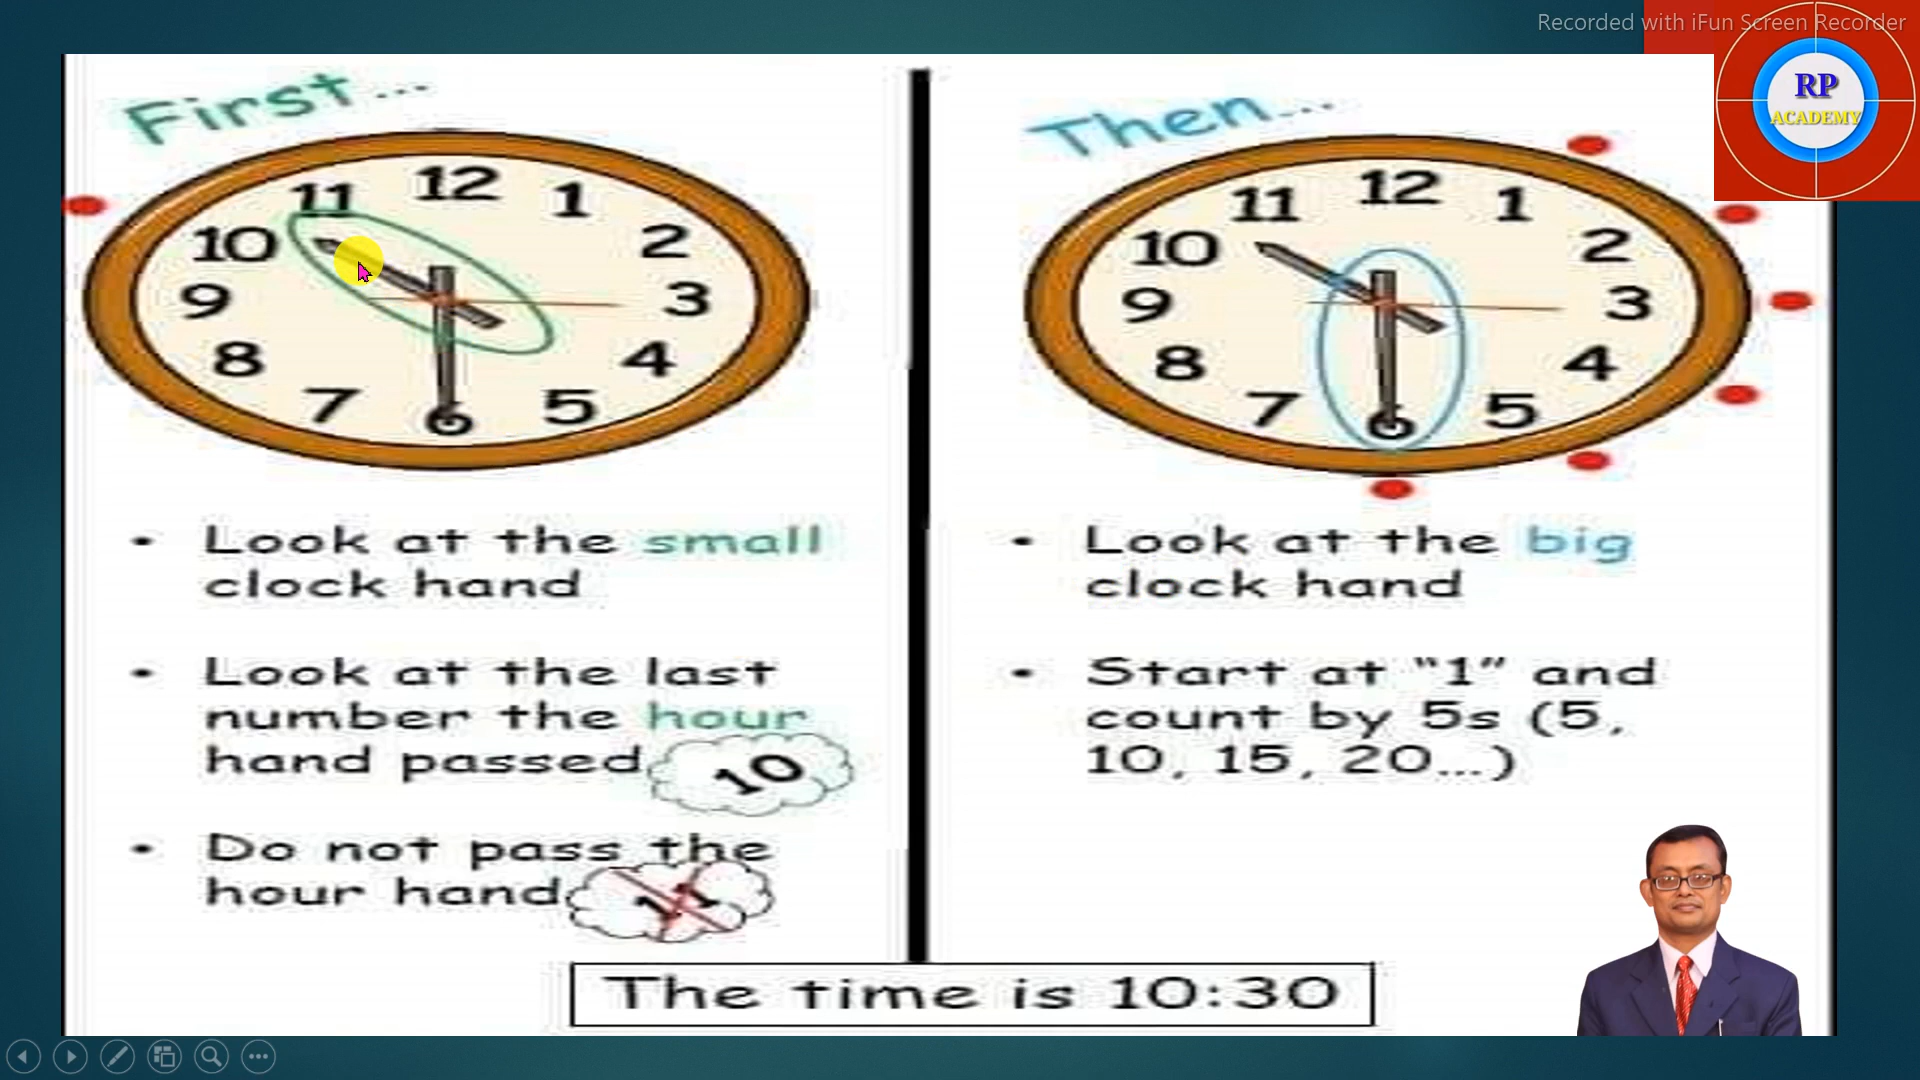 Recorded with iFun Screen Recorder
RP
ACADEMY
First...
11 12 1
10 2
9 3
8 4
7 6 5
• Look at the small
clock hand
• Look at the last
number the hour
hand passed 10
• Do not pass the
hour hand 11
Then...
11 12 1
10 2
9 3
8 4
7 6 5
• Look at the big
clock hand
• Start at “1” and
count by 5s (5,
10, 15, 20...)
The time is 10:30